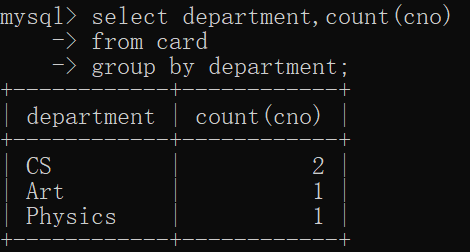 mysql> select department,count(cno)
    -> from card
    -> group by department;
+------------+------------+
| department | count(cno) |
+------------+------------+
| CS         |          2 |
| Art        |          1 |
| Physics    |          1 |
+------------+------------+